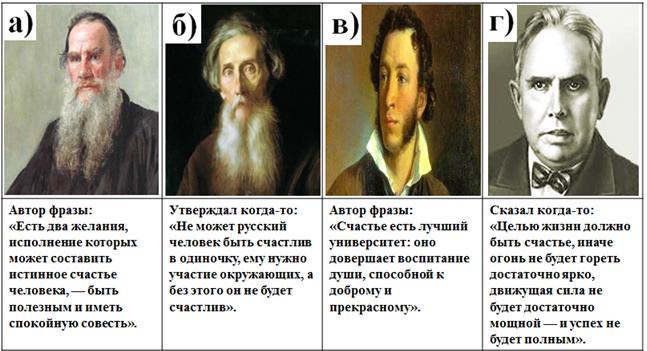 а)
б)
в)
г)
Автор фразы:
«Есть два желания,
исполнение которых
может составить
истинное счастье
человека, — быть
полезным и иметь
спокойную совесть».
Утверждал когда-то:
«Не может русский
человек быть счастлив
в одиночку, ему нужно
участие окружающих, а
без этого он не будет
счастлив».
Автор фразы:
«Счастье есть лучший
университет: оно
довершает воспитание
души, способной к
доброму и
прекрасному».
Сказал когда-то:
«Целью жизни должно
быть счастье, иначе
огонь не будет гореть
достаточно ярко,
движущая сила не
будет достаточно
мощной — и успех не
будет полным».